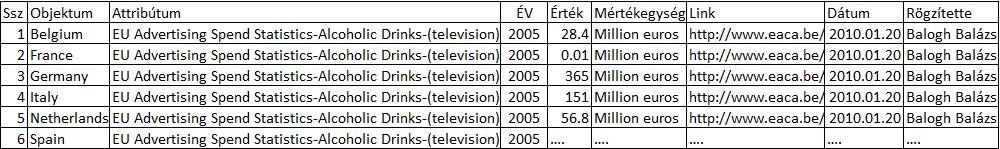 Ssz Objektum Attribútum ÉV Érték Mértékegység Link Dátum Rögzítette
1 Belgium EU Advertising Spend Statistics-Alcoholic Drinks-(television) 2005 28.4 Million euros http://www.eaca.be/ 2010.01.20 Balogh Balázs
2 France EU Advertising Spend Statistics-Alcoholic Drinks-(television) 2005 0.01 Million euros http://www.eaca.be/ 2010.01.20 Balogh Balázs
3 Germany EU Advertising Spend Statistics-Alcoholic Drinks-(television) 2005 365 Million euros http://www.eaca.be/ 2010.01.20 Balogh Balázs
4 Italy EU Advertising Spend Statistics-Alcoholic Drinks-(television) 2005 151 Million euros http://www.eaca.be/ 2010.01.20 Balogh Balázs
5 Netherlands EU Advertising Spend Statistics-Alcoholic Drinks-(television) 2005 56.8 Million euros http://www.eaca.be/ 2010.01.20 Balogh Balázs
6 Spain EU Advertising Spend Statistics-Alcoholic Drinks-(television) 2005 .... .... .... .... ....